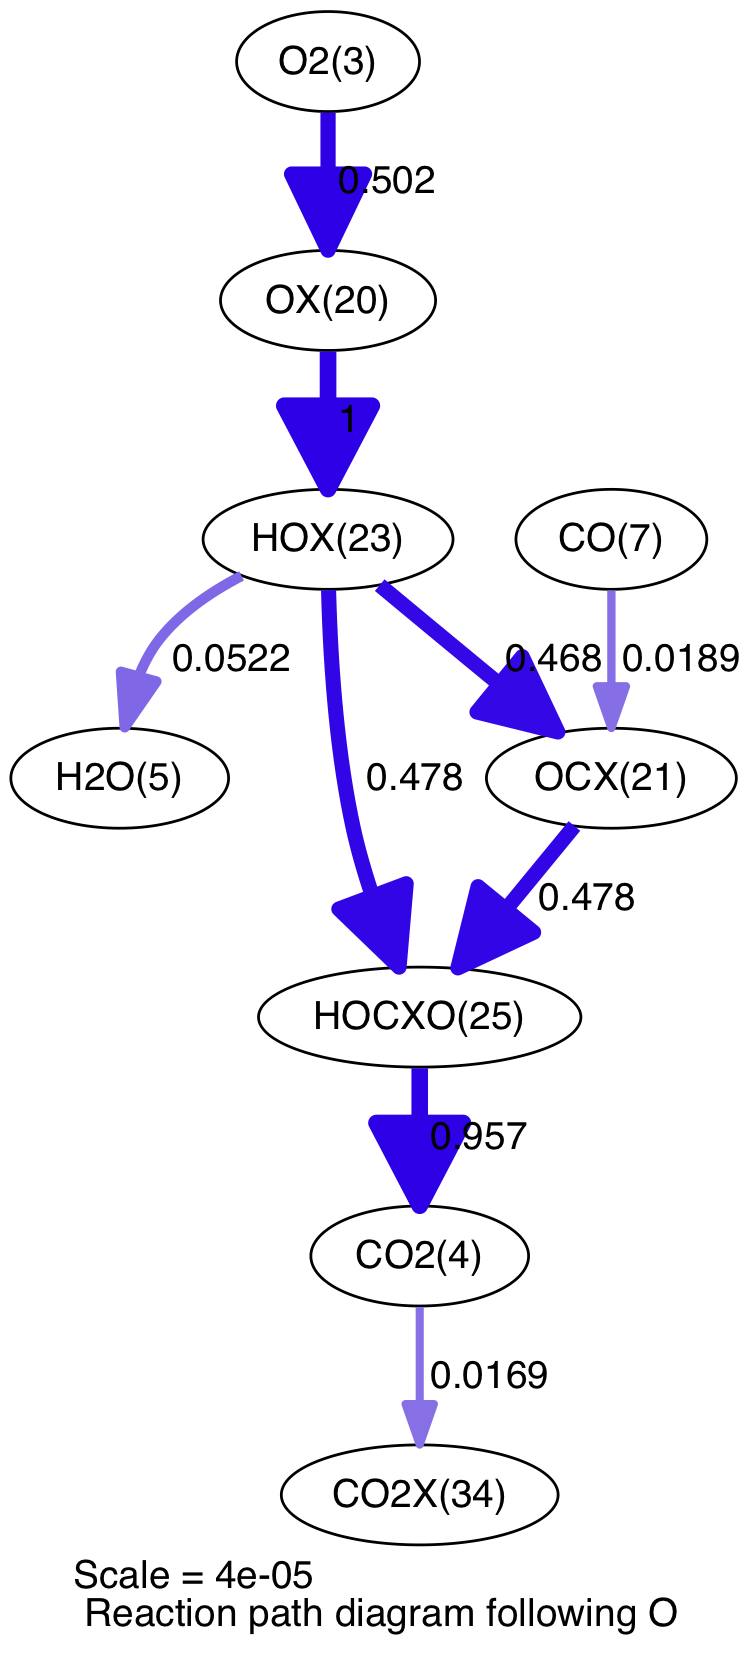 O2(3)
0.502
OX(20)
1
HOX(23)
CO(7)
0.0522
0.468
0.0189
H2O(5)
0.478
OCX(21)
0.478
HOCXO(25)
0.957
CO2(4)
0.0169
CO2X(34)
Scale = 4e-05
Reaction path diagram following O